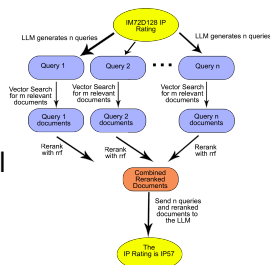 IM72D128 IP
Rating
LLM generates n queries
LLM generates n queries
Query 1
Query 2
Query n
Vector Search
for m relevant
documents
Vector Search
for m relevant
documents
Vector Search
for m relevant
documents
Query 1
documents
Query 2
documents
Query n
documents
Rerank
with rrf
Rerank
with rrf
Rerank
with rrf
Combined
Reranked
Documents
Send n queries
and reranked
documents to
the LLM
The
IP Rating is IP57